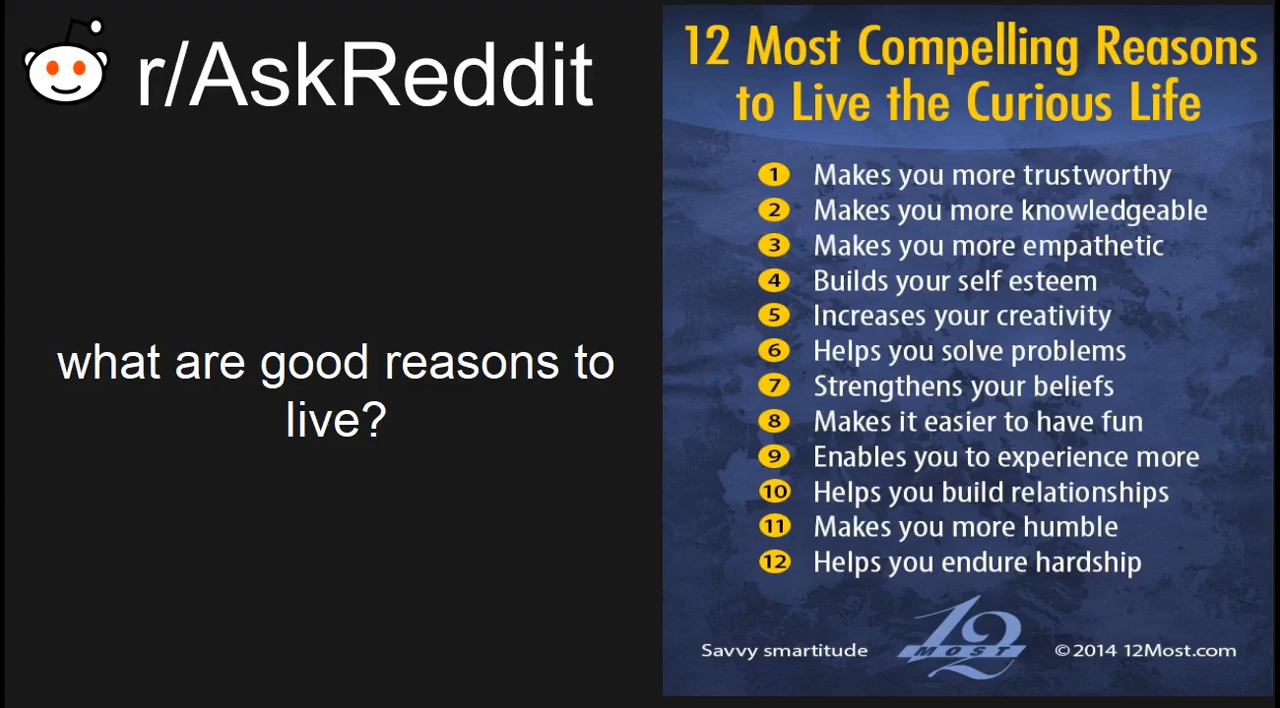 r/AskReddit
what are good reasons to
live?
12 Most Compelling Reasons
to Live the Curious Life
1 Makes you more trustworthy
2 Makes you more knowledgeable
3 Makes you more empathetic
4 Builds your self esteem
5 Increases your creativity
6 Helps you solve problems
7 Strengthens your beliefs
8 Makes it easier to have fun
9 Enables you to experience more
10 Helps you build relationships
11 Makes you more humble
12 Helps you endure hardship
Savvy smartitude
12 MOST
©2014 12Most.com